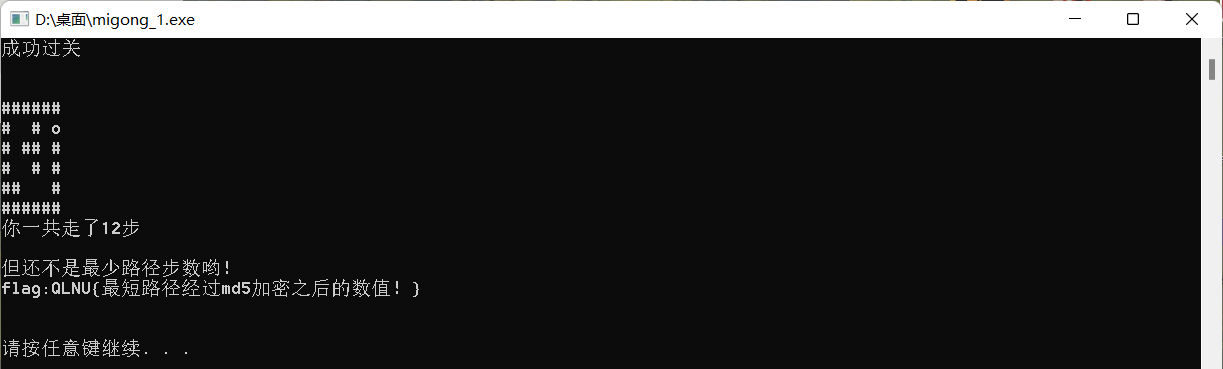 D:\桌面\migong_1.exe
成功过关
######
#  # o
# ## #
#  # #
##   #
######
你一共走了12步
但还不是最少路径步数哟!
flag:QLNU{最短路径经过md5加密之后的数值! }
请按任意键继续. . .